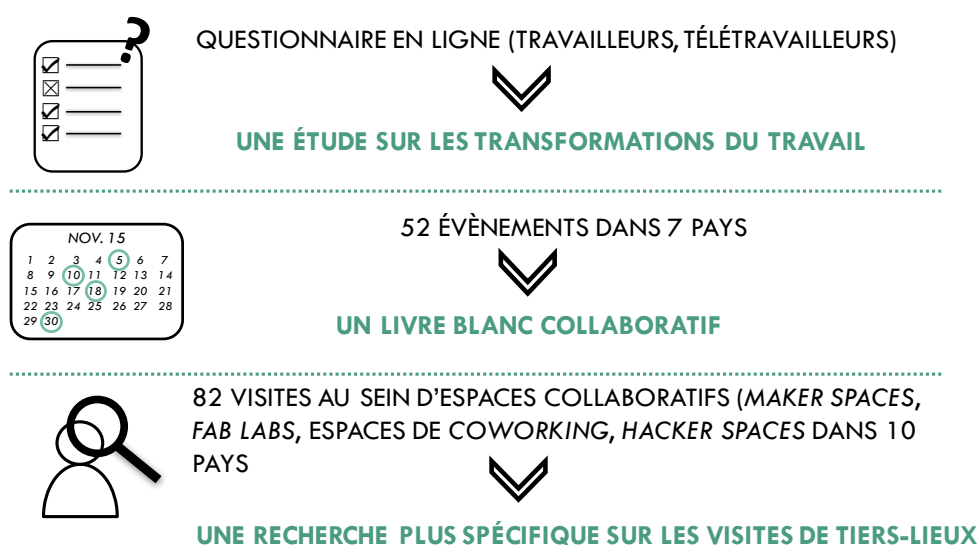 ?
QUESTIONNAIRE EN LIGNE (TRAVAILLEURS, TÉLÉTRAVAILLEURS)
UNE ÉTUDE SUR LES TRANSFORMATIONS DU TRAVAIL
NOV. 15
1 2 3 4 5 6 7
8 9 10 11 12 13 14
15 16 17 18 19 20 21
22 23 24 25 26 27 28
29 30
52 ÉVÈNEMENTS DANS 7 PAYS
UN LIVRE BLANC COLLABORATIF
82 VISITES AU SEIN D'ESPACES COLLABORATIFS (MAKER SPACES,
FAB LABS, ESPACES DE COWORKING, HACKER SPACES DANS 10
PAYS
UNE RECHERCHE PLUS SPÉCIFIQUE SUR LES VISITES DE TIERS-LIEUX